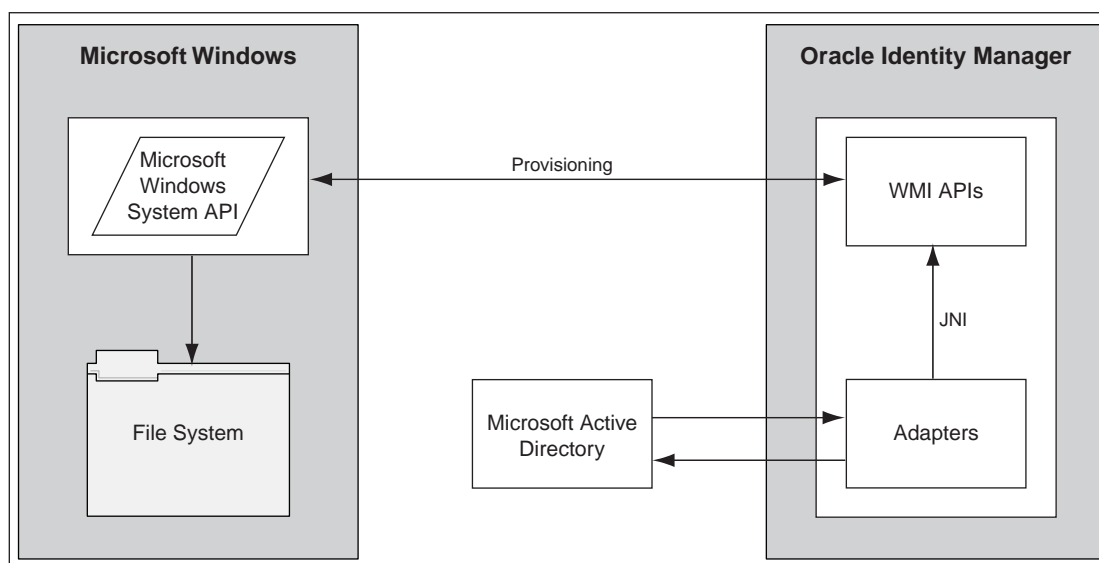 Microsoft Windows
Oracle Identity Manager
Microsoft
Windows
System API
Provisioning
WMI APIs
JNI
File System
Microsoft Active
Directory
Adapters